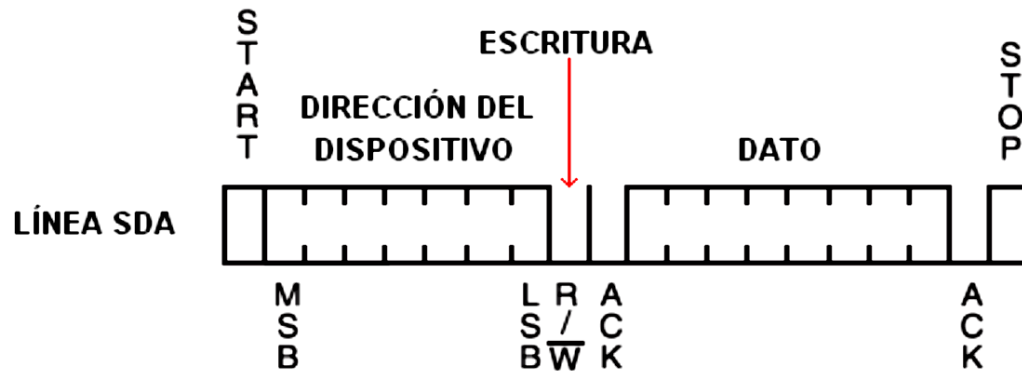 START
ESCRITURA
STOP
DIRECCIÓN DEL
DISPOSITIVO
DATO
LÍNEA SDA
MSB
LSB
R/W̅
ACK
ACK